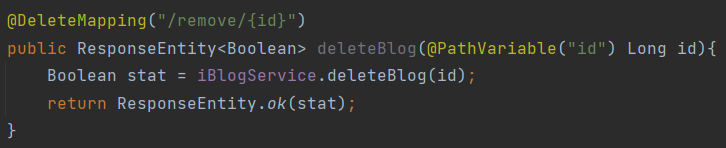 @DeleteMapping("/remove/{id}")
public ResponseEntity<Boolean> deleteBlog(@PathVariable("id") Long id){
    Boolean stat = iBlogService.deleteBlog(id);
    return ResponseEntity.ok(stat);
}